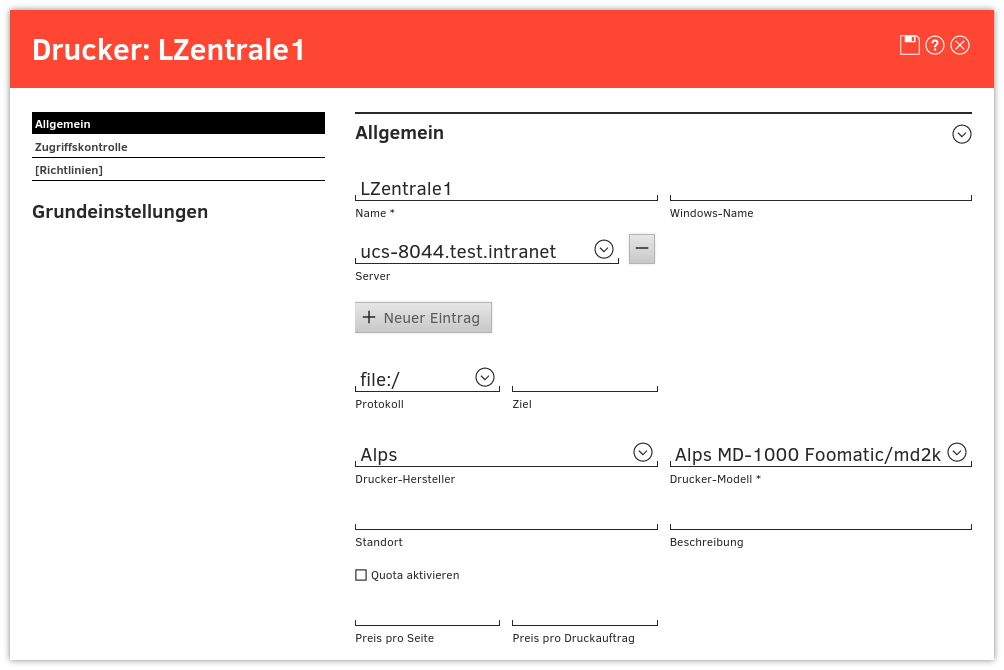 Drucker: LZentrale1
Allgemein
Zugriffskontrolle
[Richtlinien]
Grundeinstellungen
Allgemein
LZentrale1
Name *
Windows-Name
ucs-8044.test.intranet
Server
Neuer Eintrag
file:/
Protokoll
Ziel
Alps
Alps MD-1000 Foomatic/md2k
Drucker-Hersteller
Drucker-Modell *
Standort
Beschreibung
Quota aktivieren
Preis pro Seite
Preis pro Druckauftrag